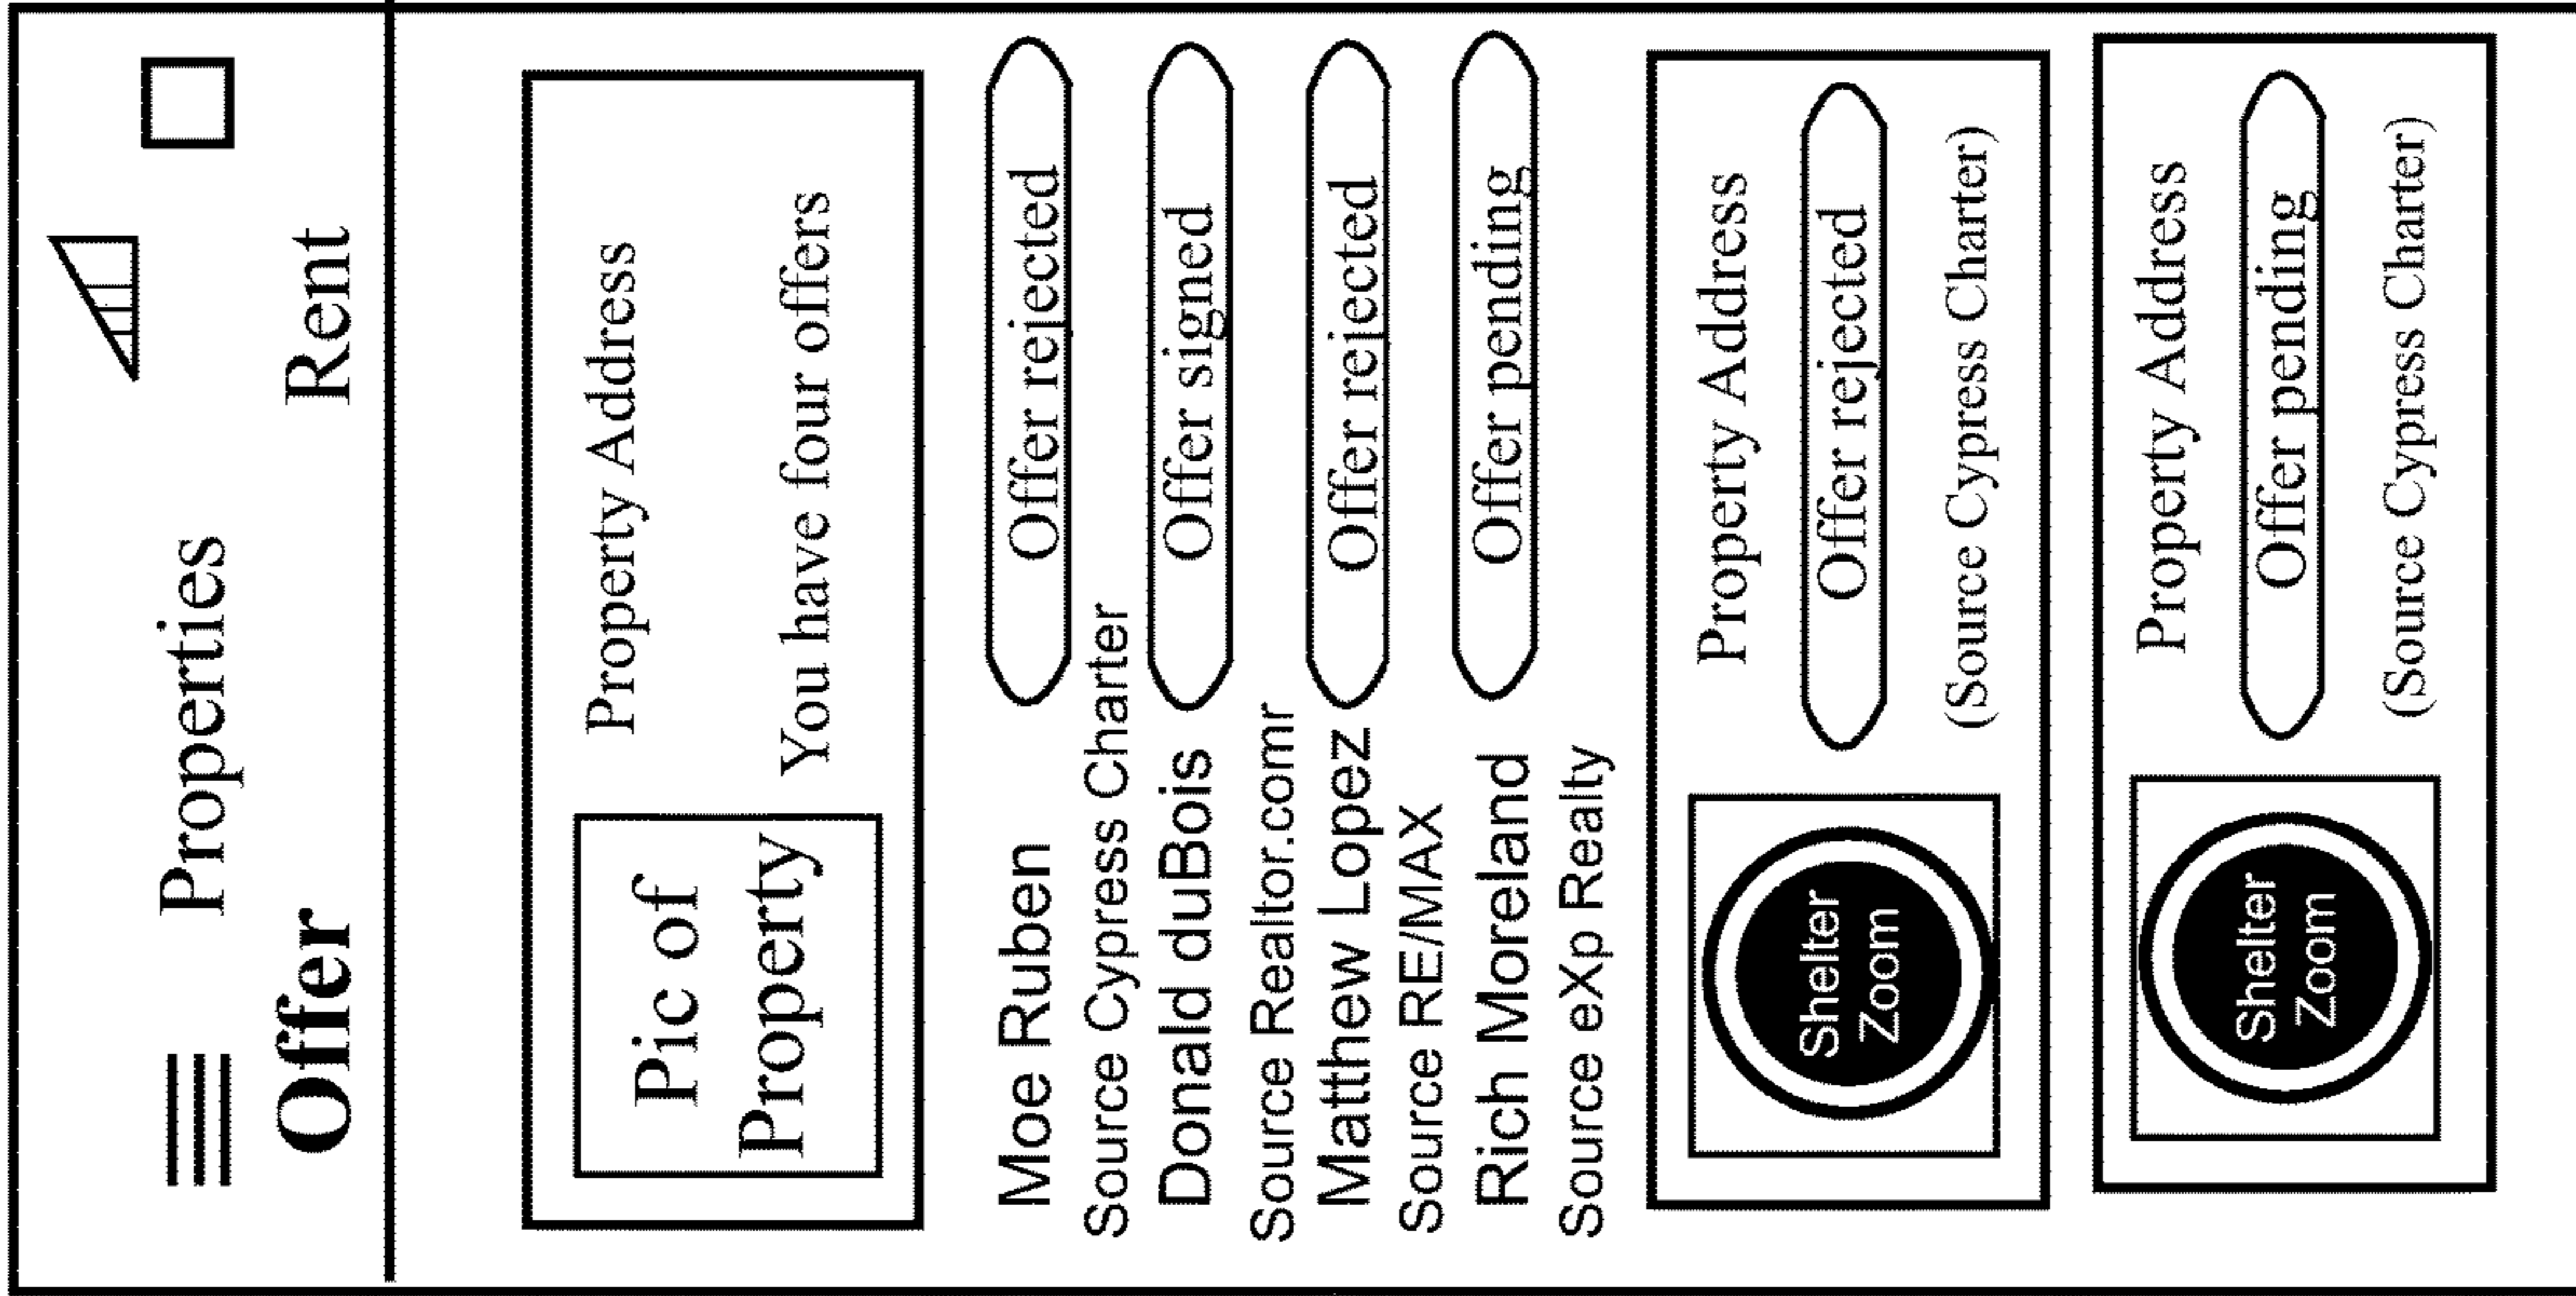 Properties
Offer Rent
Pic of
Property
Property Address
You have four offers
Moe Ruben
Offer rejected
Source Cypress Charter
Donald duBois
Offer signed
Source Realtor.comr
Matthew Lopez
Offer rejected
Source RE/MAX
Rich Moreland
Offer pending
Source eXp Realty
Shelter
Zoom
Property Address
Offer rejected
(Source Cypress Charter)
Shelter
Zoom
Property Address
Offer pending
(Source Cypress Charter)